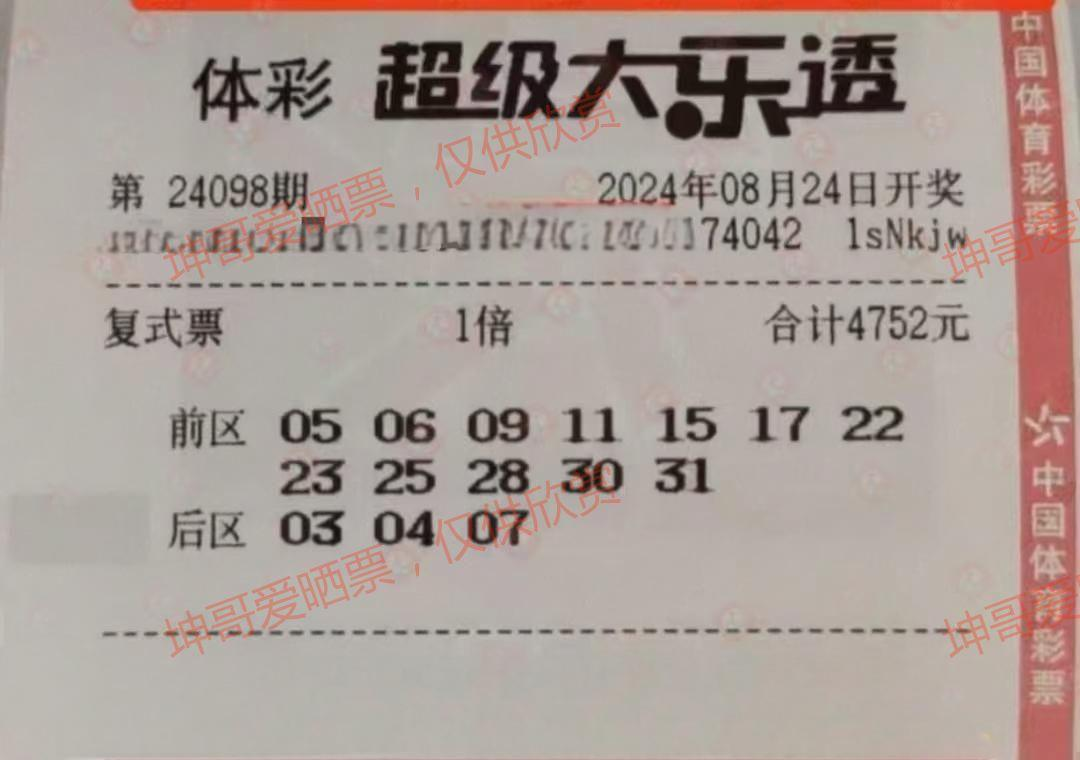 体彩 超级大乐透
第 24098期 2024年08月24日开奖
174042 1sNkjw
复式票 1倍 合计4752元
前区 05 06 09 11 15 17 22
23 25 28 30 31
后区 03 04 07
坤哥爱晒票，仅供欣赏
坤哥爱晒票，仅供欣赏
坤哥爱晒
坤哥爱晒
中国体育彩票
中国体育彩票